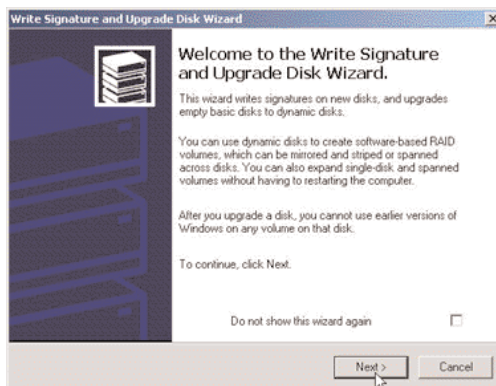 Write Signature and Upgrade Disk Wizard
Welcome to the Write Signature
and Upgrade Disk Wizard.
This wizard writes signatures on new disks, and upgrades
empty basic disks to dynamic disks.
You can use dynamic disks to create software-based RAID
volumes, which can be mirrored and striped or spanned
across disks. You can also expand single-disk and spanned
volumes without having to restarting the computer.
After you upgrade a disk, you cannot use earlier versions of
Windows on any volume on that disk.
To continue, click Next.
Do not show this wizard again
Next > Cancel